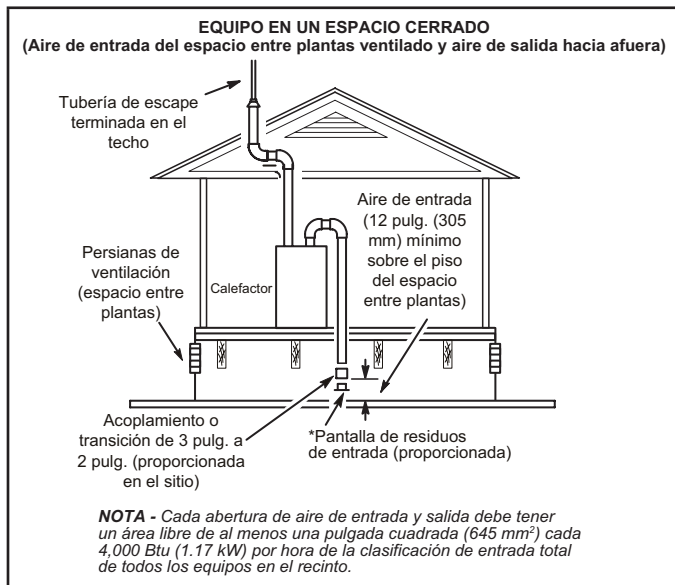 EQUIPO EN UN ESPACIO CERRADO
(Aire de entrada del espacio entre plantas ventilado y aire de salida hacia afuera)
Tubería de escape
terminada en el
techo
Aire de entrada
(12 pulg. (305
mm) mínimo
sobre el piso
del espacio
entre plantas)
Persianas de
ventilación
(espacio entre
plantas)
Calefactor
Acoplamiento o
transición de 3 pulg. a
2 pulg. (proporcionada
en el sitio)
*Pantalla de residuos
de entrada (proporcionada)
NOTA - Cada abertura de aire de entrada y salida debe tener
un área libre de al menos una pulgada cuadrada (645 mm²) cada
4,000 Btu (1.17 kW) por hora de la clasificación de entrada total
de todos los equipos en el recinto.